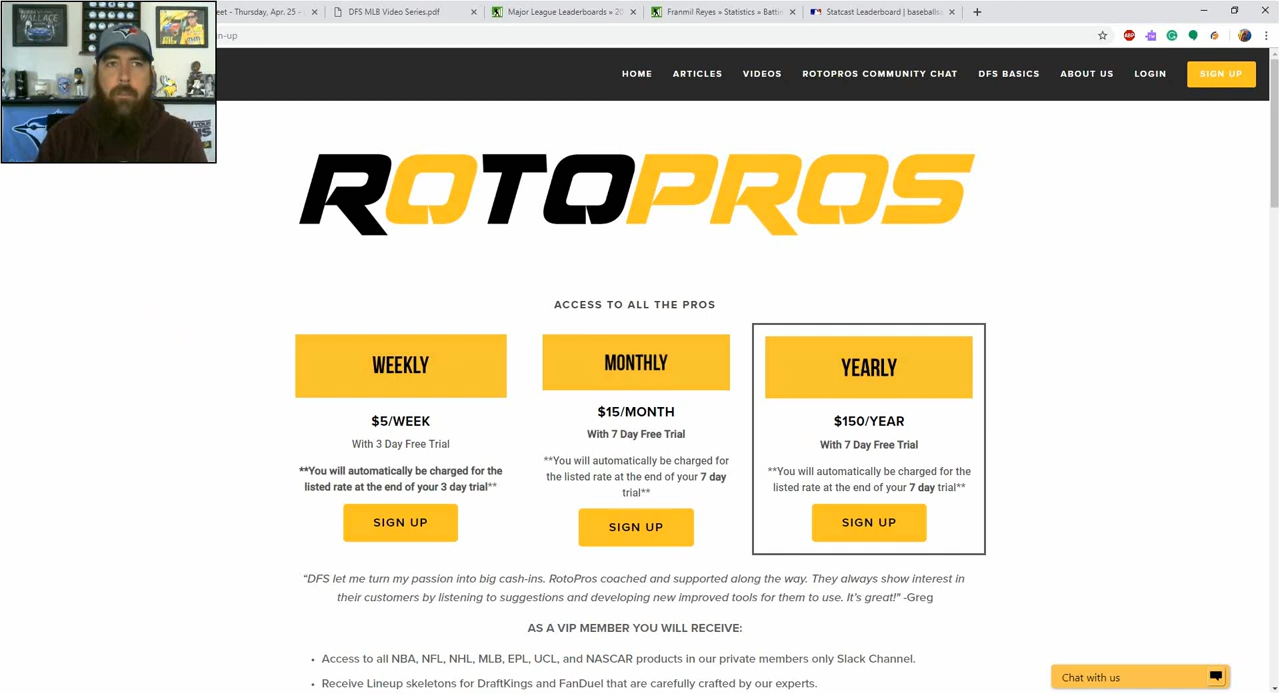 eet - Thursday, Apr. 25 -
DFS MLB Video Series.pdf
Major League Leaderboards » 20
Franmil Reyes » Statistics » Battin
Statcast Leaderboard | baseballsa
n-up
WALLACE
HOME
ARTICLES
VIDEOS
ROTOPROS COMMUNITY CHAT
DFS BASICS
ABOUT US
LOGIN
SIGN UP
ROTOPROS
ACCESS TO ALL THE PROS
WEEKLY
$5/WEEK
With 3 Day Free Trial
**You will automatically be charged for the
listed rate at the end of your 3 day trial**
SIGN UP
MONTHLY
$15/MONTH
With 7 Day Free Trial
**You will automatically be charged for
the listed rate at the end of your 7 day
trial**
SIGN UP
YEARLY
$150/YEAR
With 7 Day Free Trial
**You will automatically be charged for the
listed rate at the end of your 7 day trial**
SIGN UP
“DFS let me turn my passion into big cash-ins. RotoPros coached and supported along the way. They always show interest in
their customers by listening to suggestions and developing new improved tools for them to use. It’s great!” -Greg
AS A VIP MEMBER YOU WILL RECEIVE:
• Access to all NBA, NFL, NHL, MLB, EPL, UCL, and NASCAR products in our private members only Slack Channel.
• Receive Lineup skeletons for DraftKings and FanDuel that are carefully crafted by our experts.
Chat with us